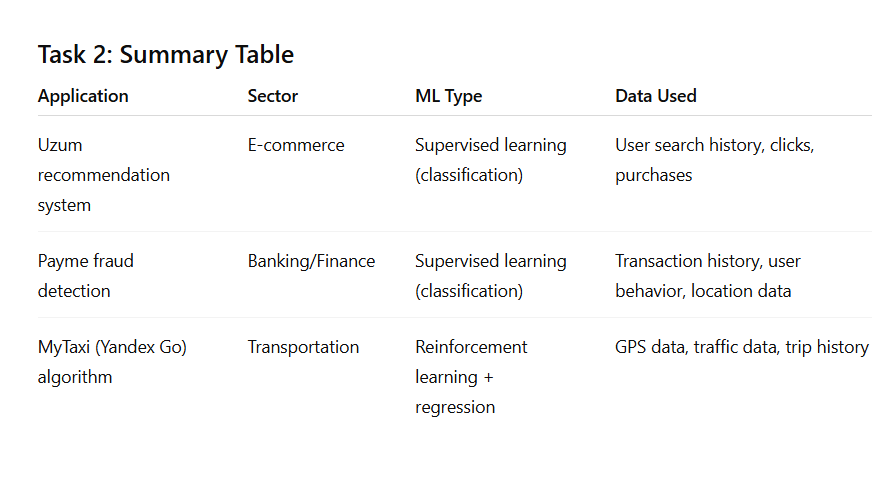 Task 2: Summary Table
Application Sector ML Type Data Used
Uzum E-commerce Supervised learning User search history, clicks,
recommendation (classification) purchases
system
Payme fraud Banking/Finance Supervised learning Transaction history, user
detection (classification) behavior, location data
MyTaxi (Yandex Go) Transportation Reinforcement GPS data, traffic data, trip history
algorithm learning +
regression